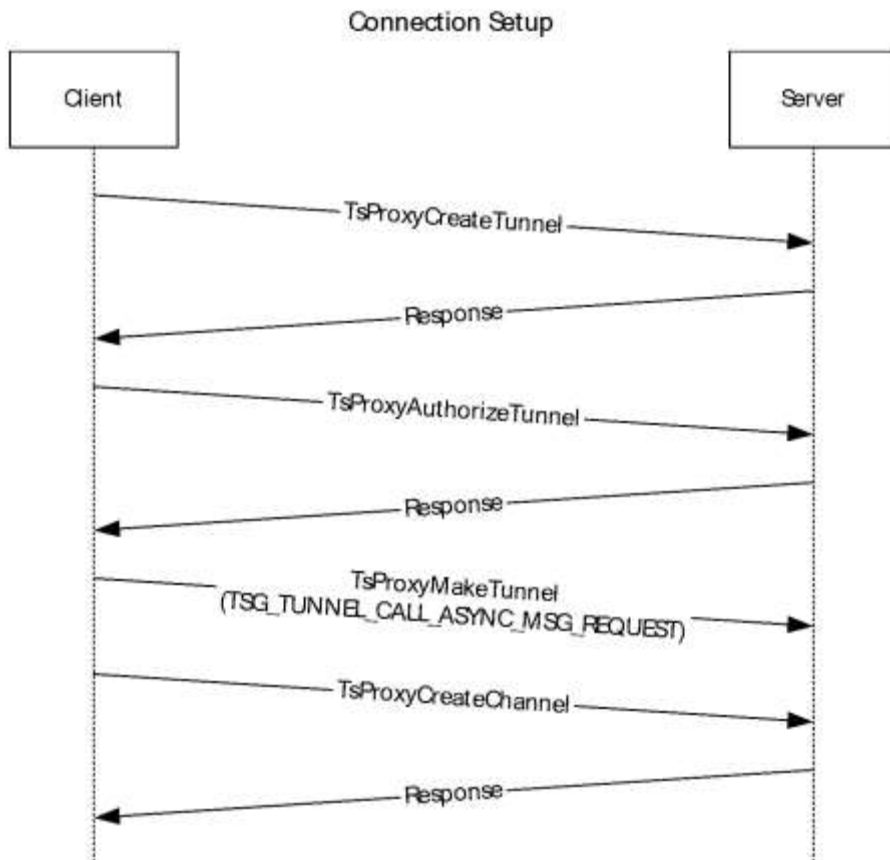 Connection Setup
Client
Server
TsProxyCreateTunnel
Response
TsProxyAuthorizeTunnel
Response
TsProxyMakeTunnel
(TSG_TUNNEL_CALL_ASYNC_MSG_REQUEST)
TsProxyCreateChannel
Response